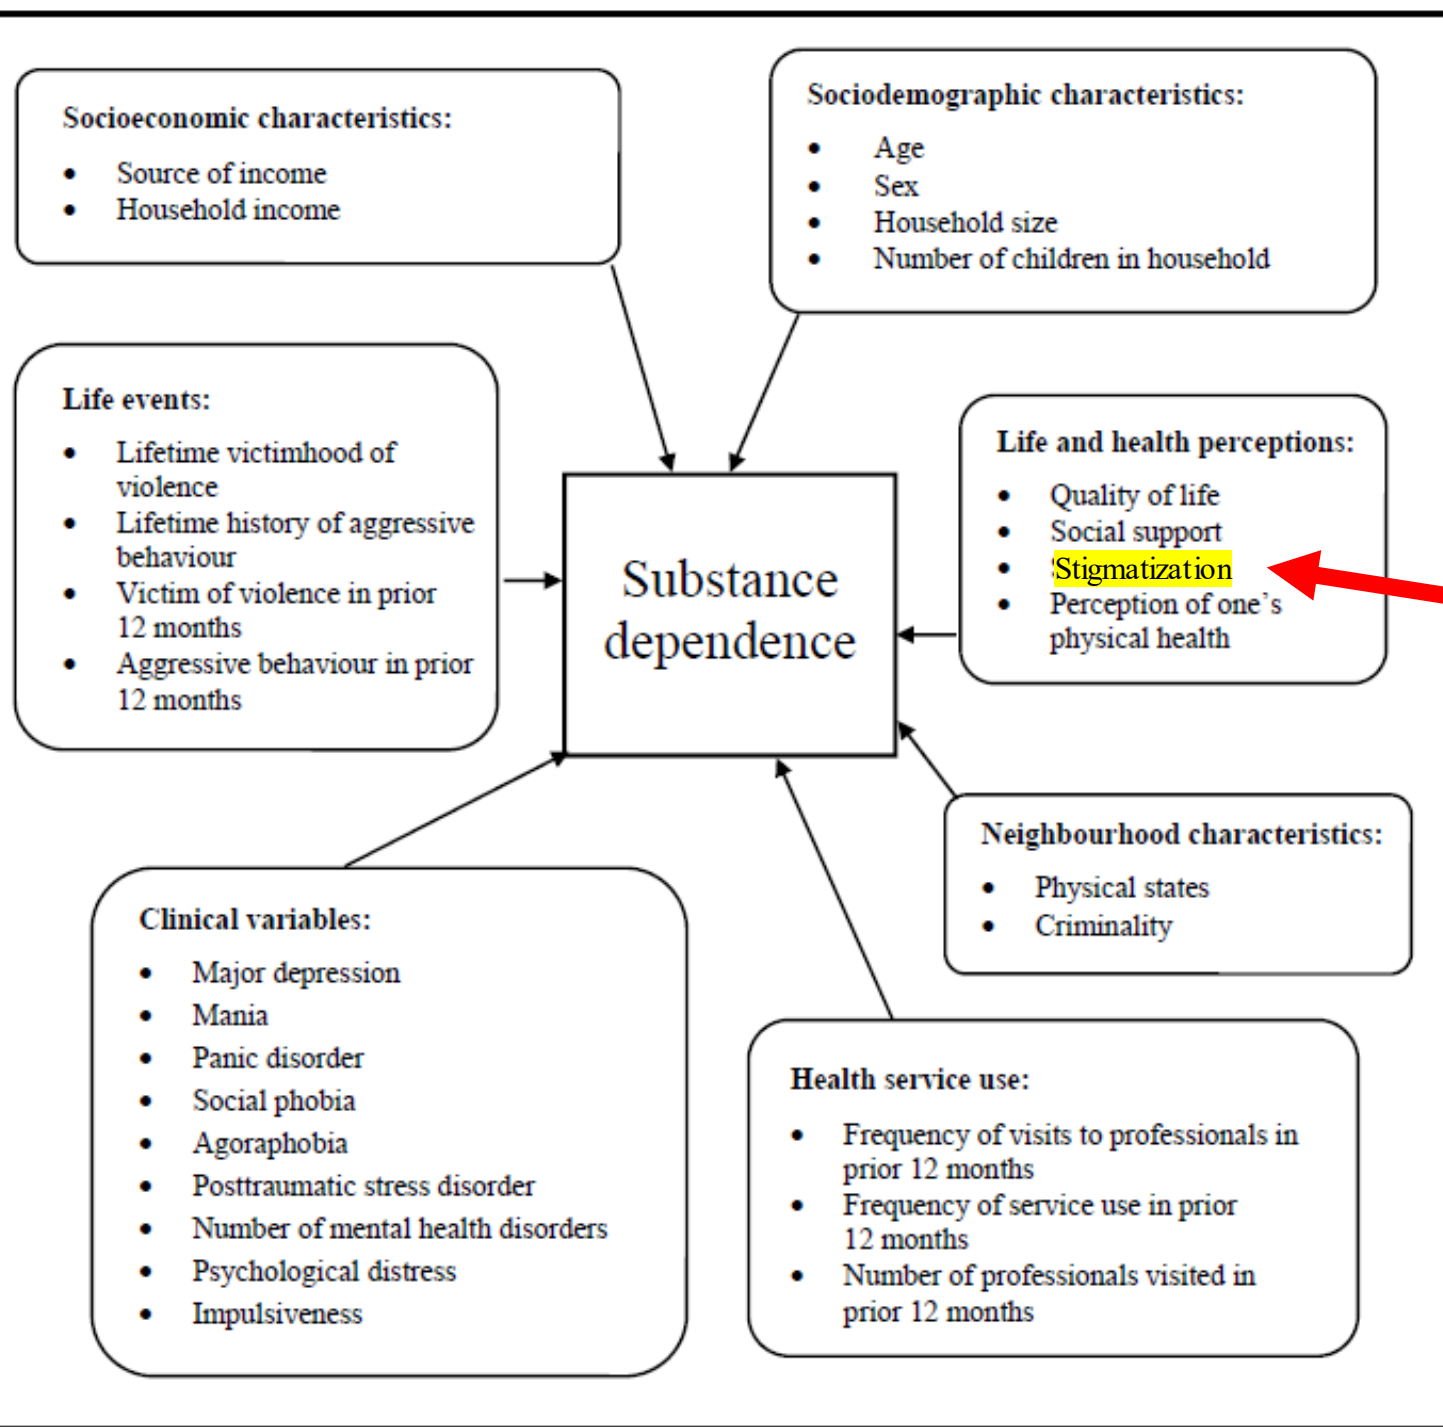 Socioeconomic characteristics:
• Source of income
• Household income
Sociodemographic characteristics:
• Age
• Sex
• Household size
• Number of children in household
Life events:
• Lifetime victimhood of
violence
• Lifetime history of aggressive
behaviour
• Victim of violence in prior
12 months
• Aggressive behaviour in prior
12 months
Substance
dependence
Life and health perceptions:
• Quality of life
• Social support
• Stigmatization
• Perception of one's
physical health
Neighbourhood characteristics:
• Physical states
• Criminality
Clinical variables:
• Major depression
• Mania
• Panic disorder
• Social phobia
• Agoraphobia
• Posttraumatic stress disorder
• Number of mental health disorders
• Psychological distress
• Impulsiveness
Health service use:
• Frequency of visits to professionals in
prior 12 months
• Frequency of service use in prior
12 months
• Number of professionals visited in
prior 12 months